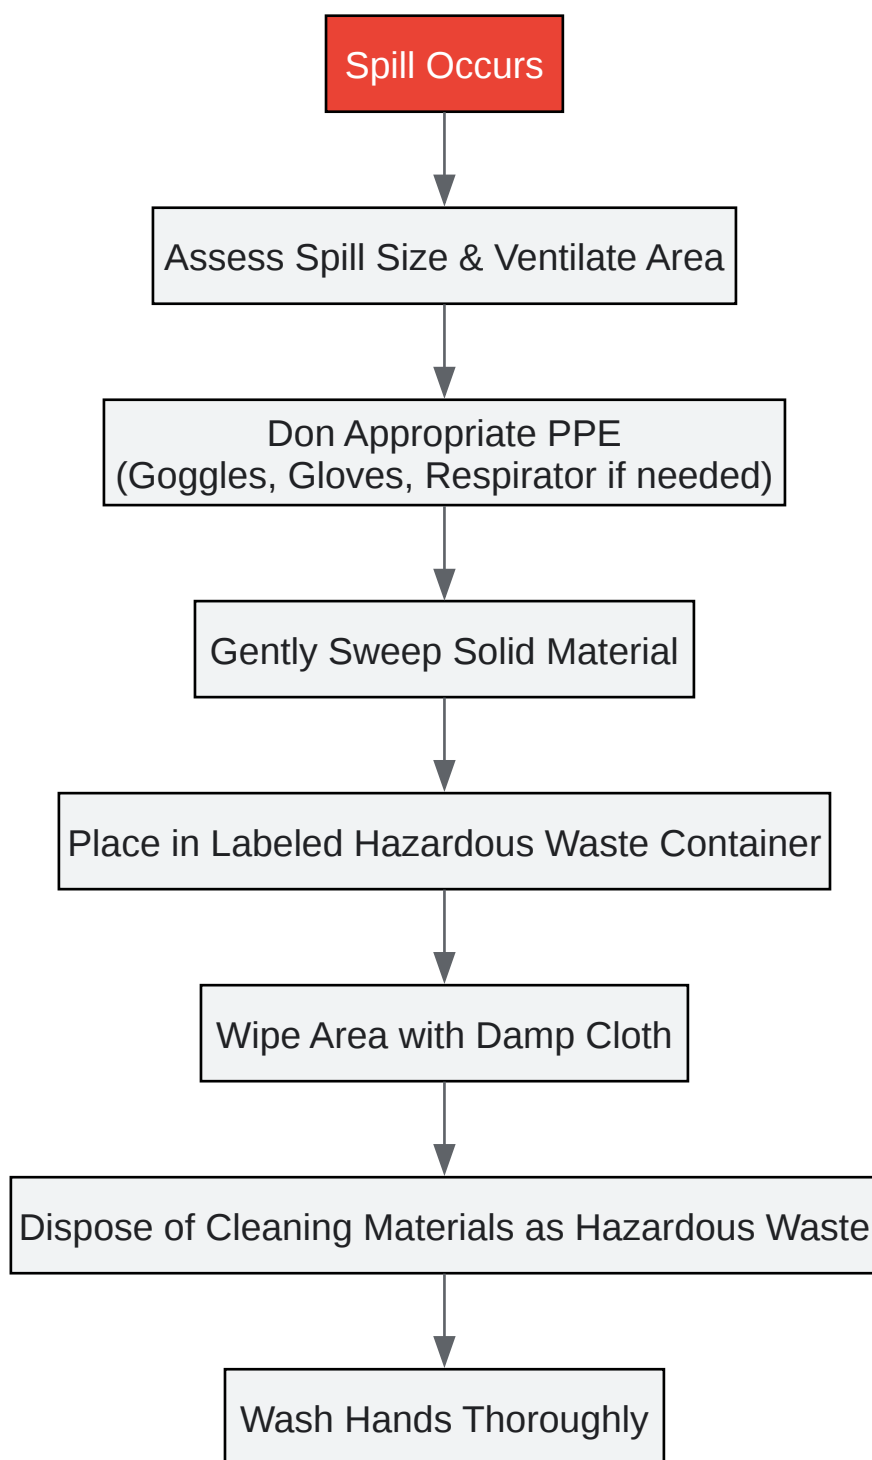 Spill Occurs
Assess Spill Size & Ventilate Area
Don Appropriate PPE
(Goggles, Gloves, Respirator if needed)
Gently Sweep Solid Material
Place in Labeled Hazardous Waste Container
Wipe Area with Damp Cloth
Dispose of Cleaning Materials as Hazardous Waste
Wash Hands Thoroughly